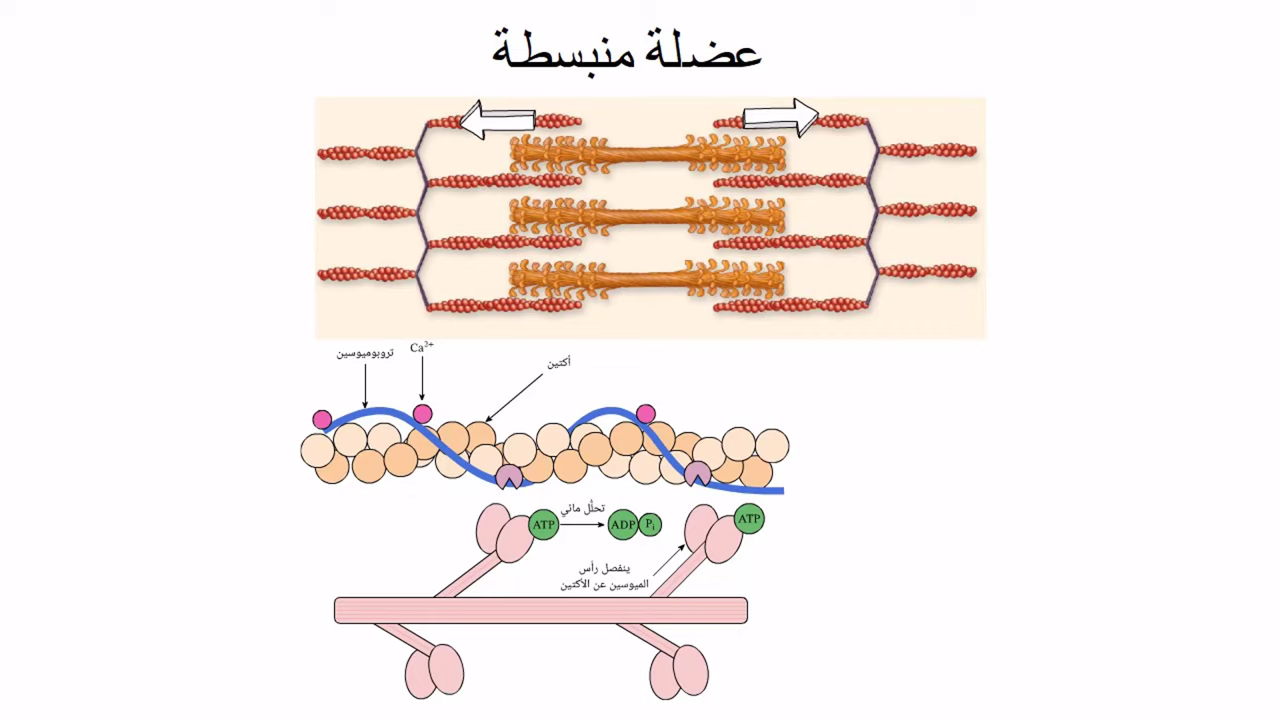 عضلة منبسطة
تروبوميوسين
Ca²⁺
أكتين
تحلُّل مائي
ATP
ADP
Pᵢ
ATP
ينفصل رأس
الميوسين عن الأكتين